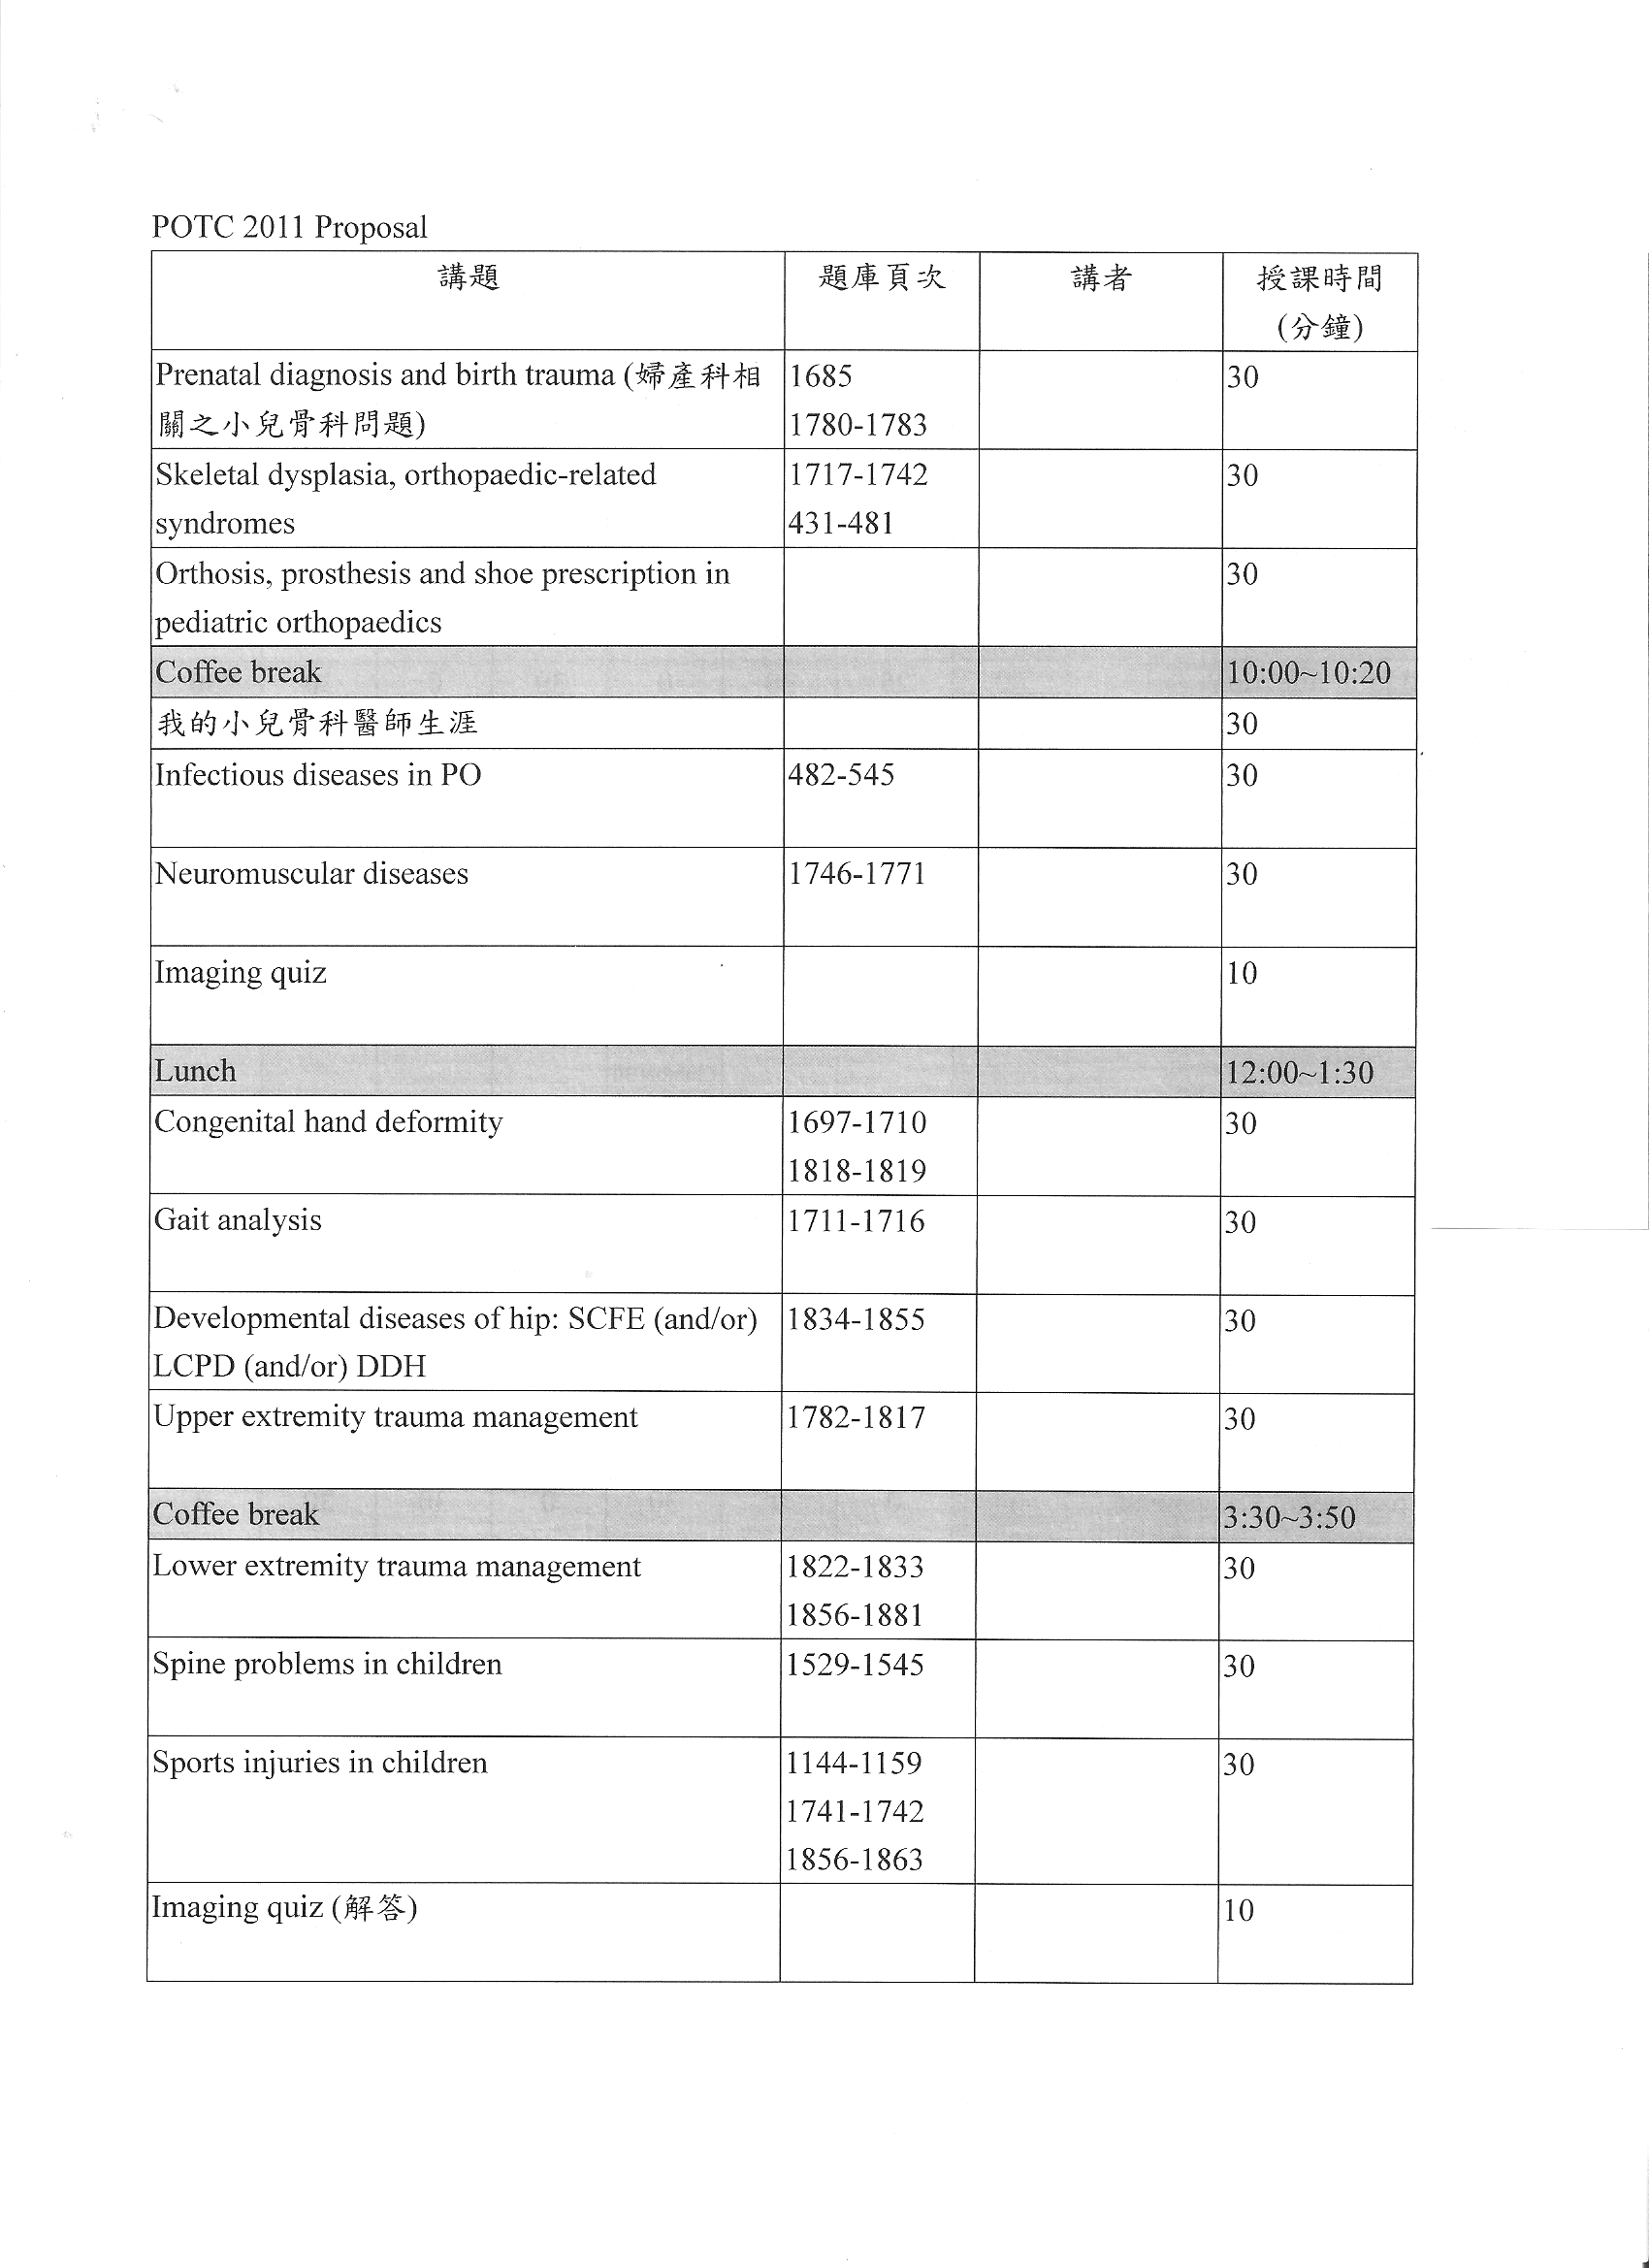 POTC 2011 Proposal
講題 題庫頁次 講者 授課時間
(分鐘)
Prenatal diagnosis and birth trauma (婦產科相 1685 30
關之小兒骨科問題) 1780-1783
Skeletal dysplasia, orthopaedic-related 1717-1742 30
syndromes 431-481
Orthosis, prosthesis and shoe prescription in 30
pediatric orthopaedics
Coffee break 10:00~10:20
我的小兒骨科醫師生涯 30
Infectious diseases in PO 482-545 30
Neuromuscular diseases 1746-1771 30
Imaging quiz 10
Lunch 12:00~1:30
Congenital hand deformity 1697-1710 30
1818-1819
Gait analysis 1711-1716 30
Developmental diseases of hip: SCFE (and/or) 1834-1855 30
LCPD (and/or) DDH
Upper extremity trauma management 1782-1817 30
Coffee break 3:30~3:50
Lower extremity trauma management 1822-1833 30
1856-1881
Spine problems in children 1529-1545 30
Sports injuries in children 1144-1159 30
1741-1742
1856-1863
Imaging quiz (解答) 10